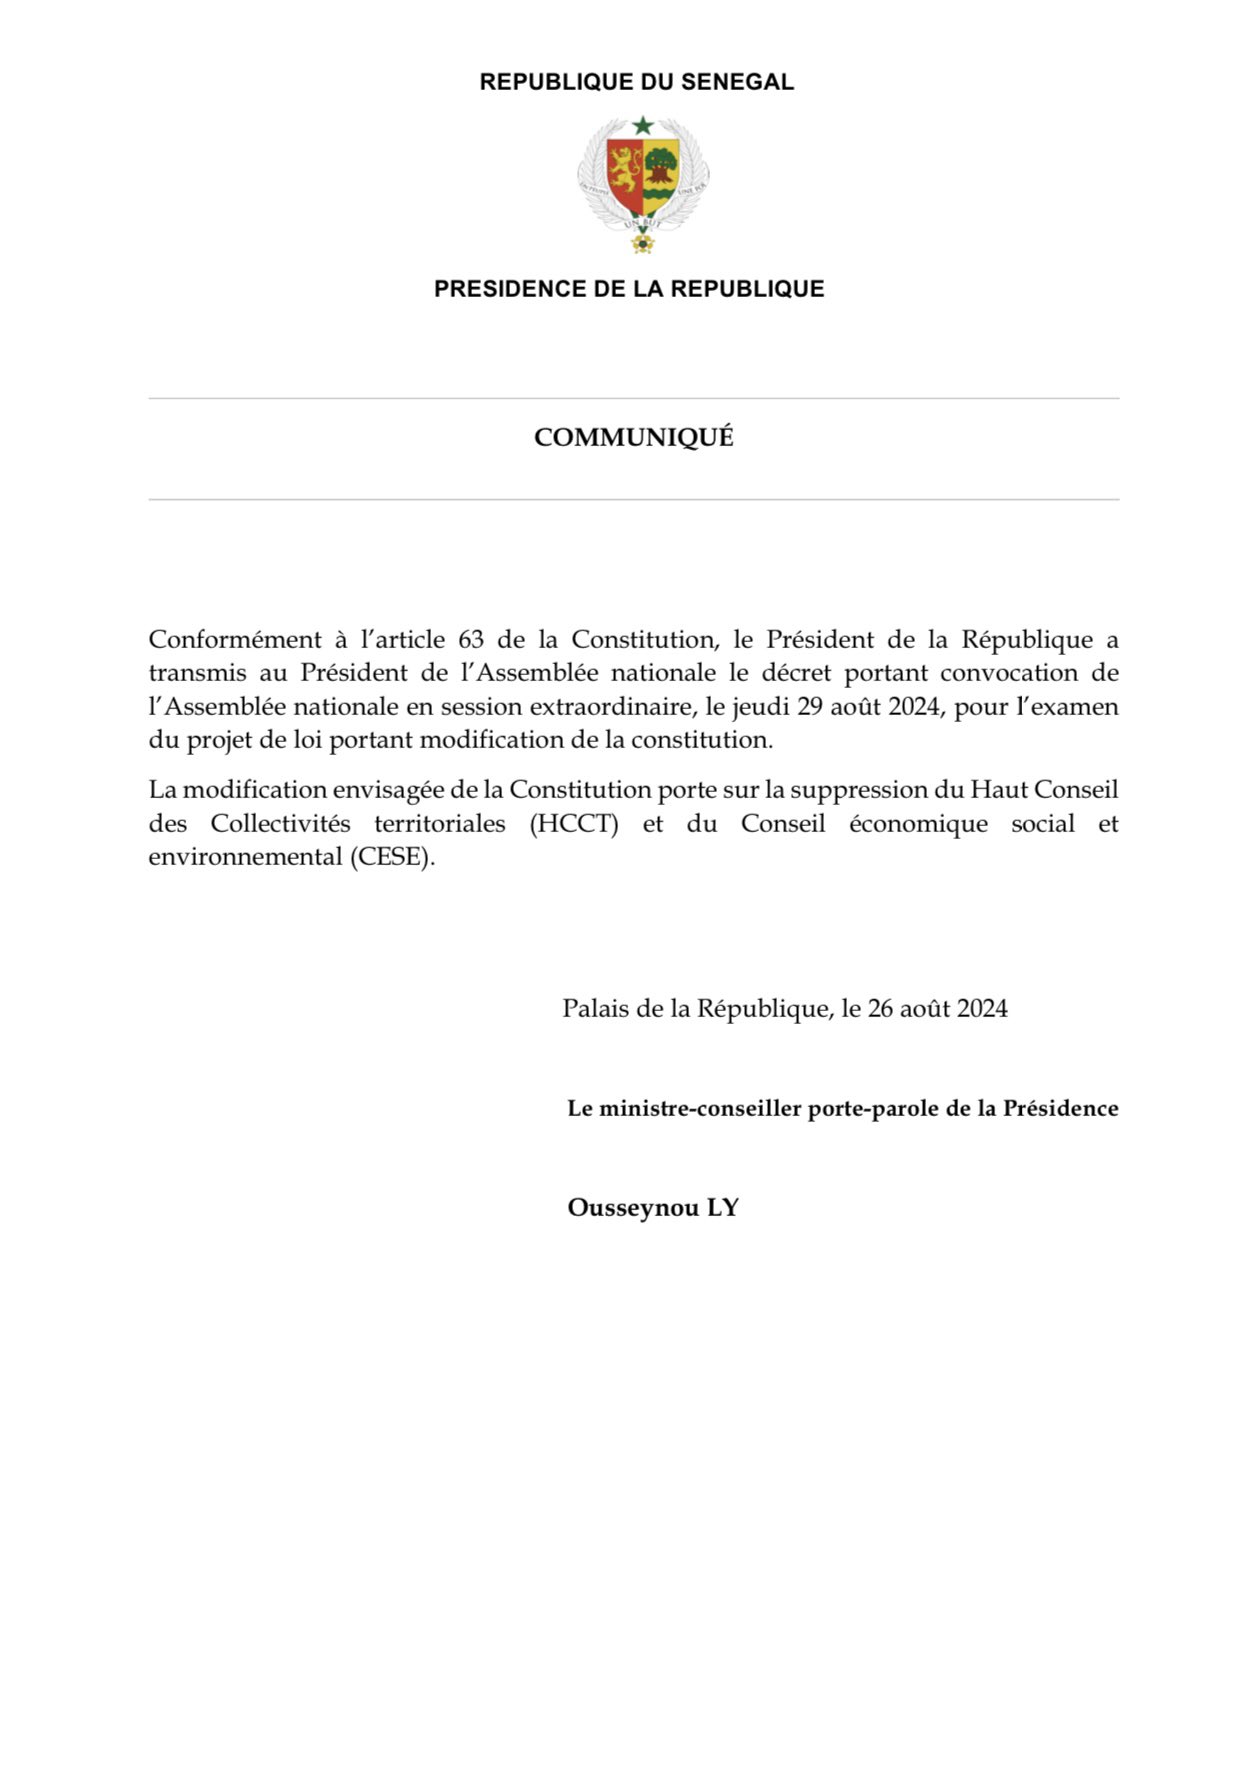 REPUBLIQUE DU SENEGAL
UN PEUPLE
UN BUT
UNE FOI
PRESIDENCE DE LA REPUBLIQUE
COMMUNIQUÉ
Conformément à l’article 63 de la Constitution, le Président de la République a
transmis au Président de l’Assemblée nationale le décret portant convocation de
l’Assemblée nationale en session extraordinaire, le jeudi 29 août 2024, pour l’examen
du projet de loi portant modification de la constitution.
La modification envisagée de la Constitution porte sur la suppression du Haut Conseil
des Collectivités territoriales (HCCT) et du Conseil économique social et
environnemental (CESE).
Palais de la République, le 26 août 2024
Le ministre-conseiller porte-parole de la Présidence
Ousseynou LY